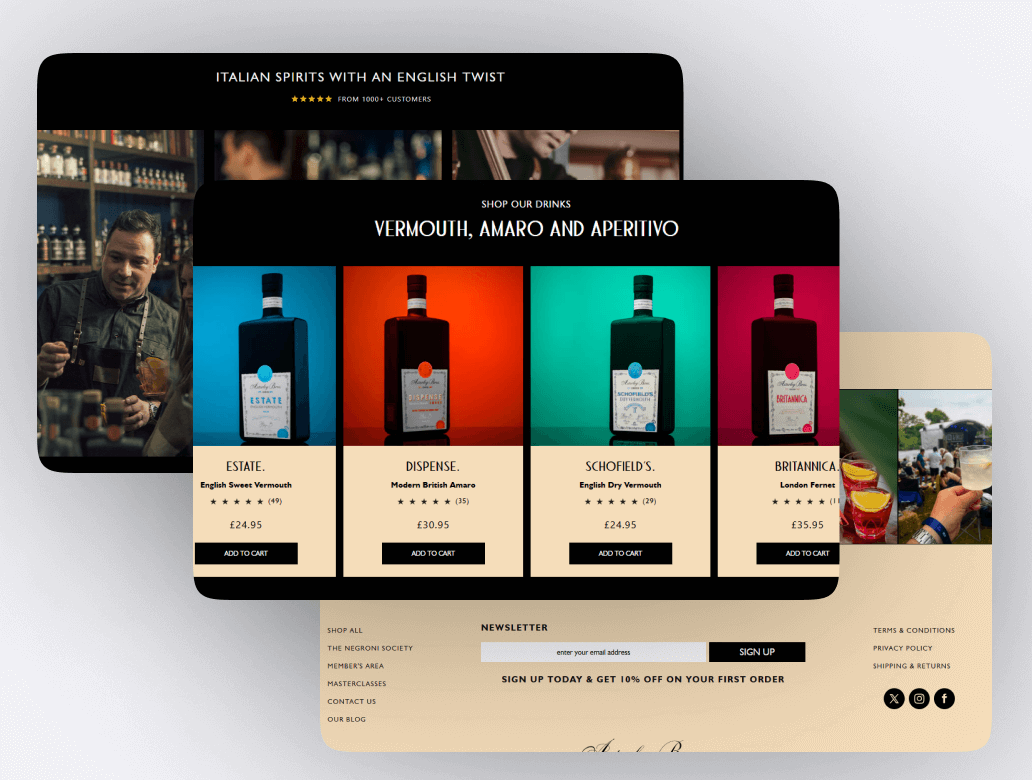 ITALIAN SPIRITS WITH AN ENGLISH TWIST
★★★★★ FROM 1000+ CUSTOMERS
SHOP OUR DRINKS
VERMOUTH, AMARO AND APERITIVO
ESTATE
DISPENSE
SCHOFIELD'S
DRY VERMOUTH
BRITANNICA
ESTATE.
English Sweet Vermouth
★ ★ ★ ★ ★ (49)
£24.95
ADD TO CART
DISPENSE.
Modern British Amaro
★ ★ ★ ★ ★ (35)
£30.95
ADD TO CART
SCHOFIELD'S.
English Dry Vermouth
★ ★ ★ ★ ★ (29)
£24.95
ADD TO CART
BRITANNICA.
London Fernet
★ ★ ★ ★ ★ (11
£35.95
ADD TO CART
SHOP ALL
THE NEGRONI SOCIETY
MEMBER'S AREA
MASTERCLASSES
CONTACT US
OUR BLOG
NEWSLETTER
enter your email address
SIGN UP
SIGN UP TODAY & GET 10% OFF ON YOUR FIRST ORDER
TERMS & CONDITIONS
PRIVACY POLICY
SHIPPING & RETURNS